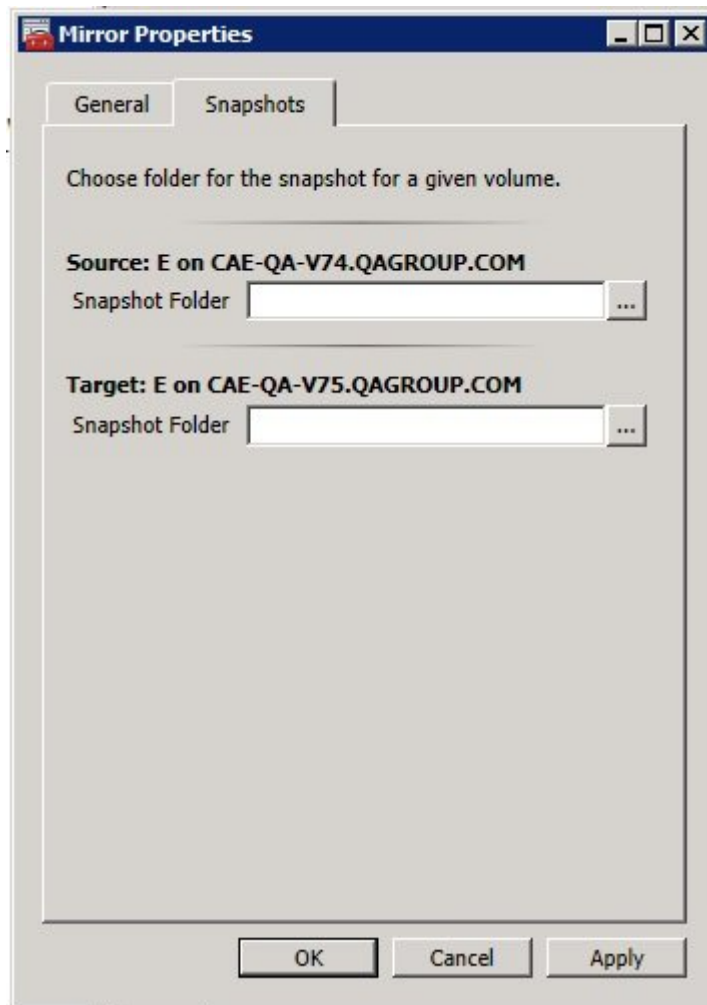 Mirror Properties
General Snapshots
Choose folder for the snapshot for a given volume.
Source: E on CAE-QA-V74.QAGROUP.COM
Snapshot Folder ...
Target: E on CAE-QA-V75.QAGROUP.COM
Snapshot Folder ...
OK Cancel Apply